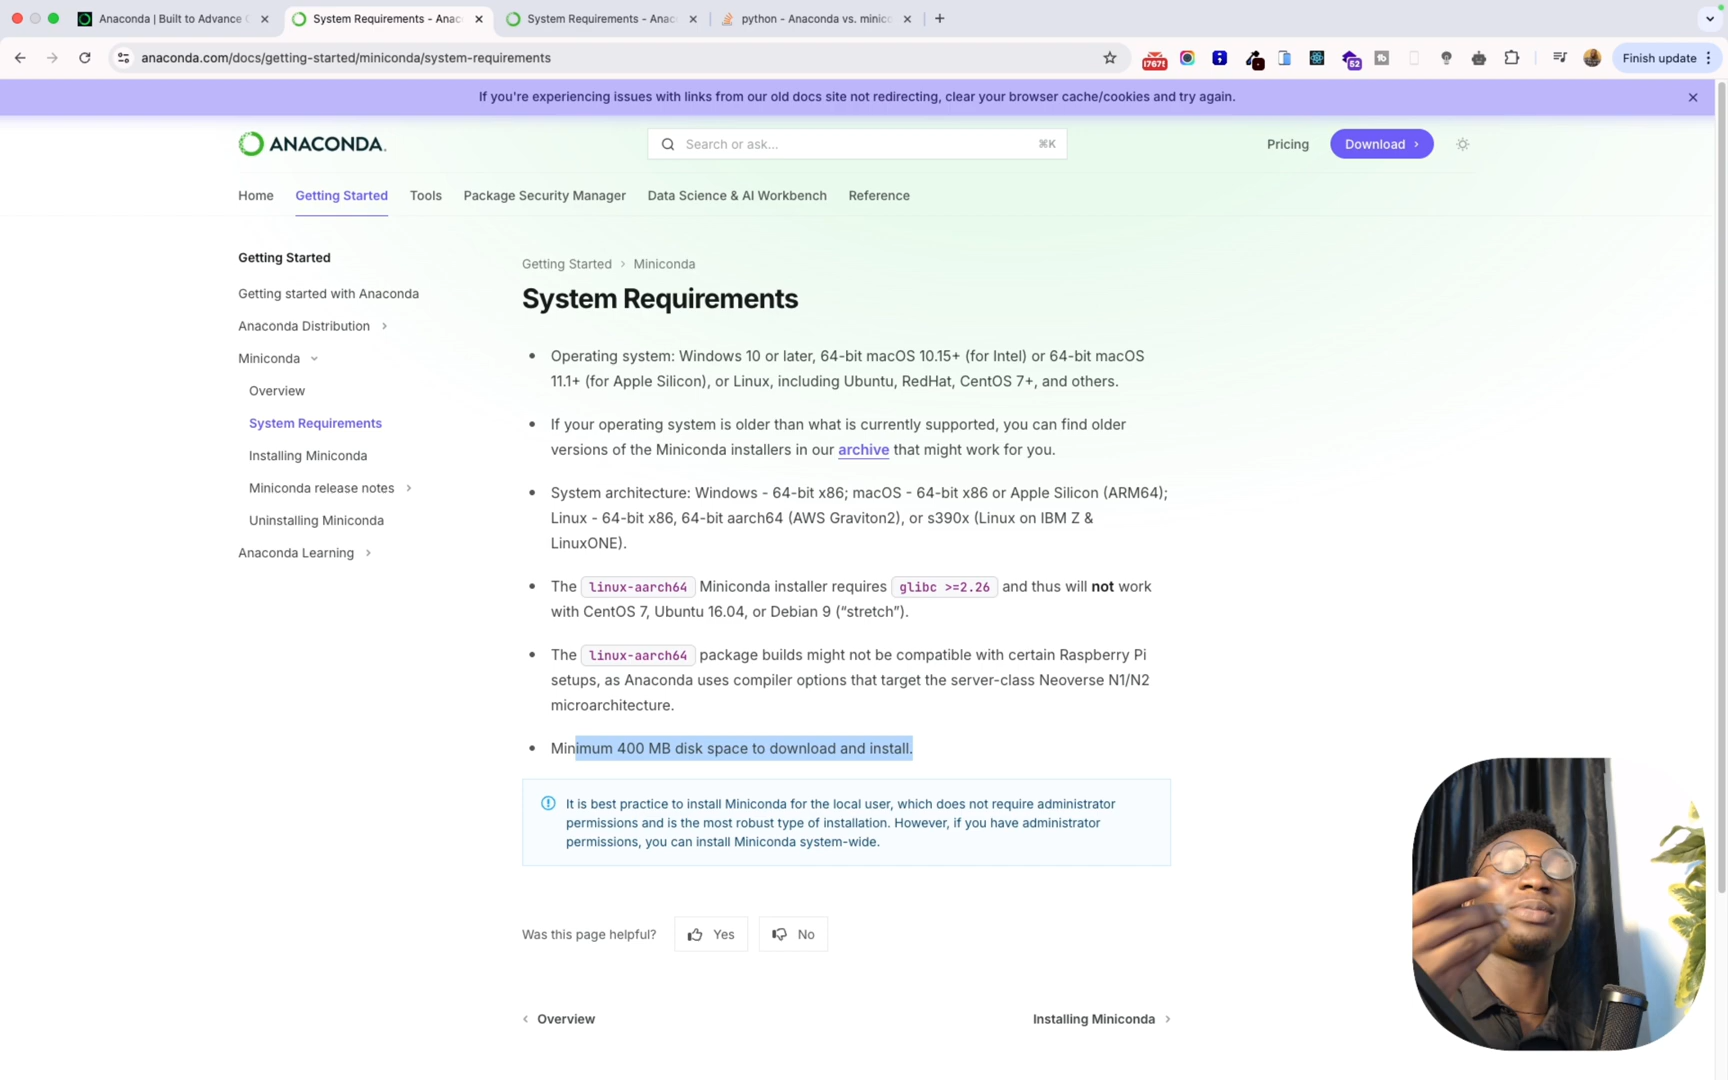 Anaconda | Built to Advance
System Requirements - Anac
System Requirements - Anac
python - Anaconda vs. minico
anaconda.com/docs/getting-started/miniconda/system-requirements
1767t
52
Finish update
If you're experiencing issues with links from our old docs site not redirecting, clear your browser cache/cookies and try again.
ANACONDA.
Search or ask...
⌘K
Pricing
Download
Home
Getting Started
Tools
Package Security Manager
Data Science & AI Workbench
Reference
Getting Started
Getting started with Anaconda
Anaconda Distribution
Miniconda
Overview
System Requirements
Installing Miniconda
Miniconda release notes
Uninstalling Miniconda
Anaconda Learning
Getting Started > Miniconda
System Requirements
• Operating system: Windows 10 or later, 64-bit macOS 10.15+ (for Intel) or 64-bit macOS
11.1+ (for Apple Silicon), or Linux, including Ubuntu, RedHat, CentOS 7+, and others.
• If your operating system is older than what is currently supported, you can find older
versions of the Miniconda installers in our archive that might work for you.
• System architecture: Windows - 64-bit x86; macOS - 64-bit x86 or Apple Silicon (ARM64);
Linux - 64-bit x86, 64-bit aarch64 (AWS Graviton2), or s390x (Linux on IBM Z &
LinuxONE).
• The linux-aarch64 Miniconda installer requires glibc >=2.26 and thus will not work
with CentOS 7, Ubuntu 16.04, or Debian 9 (“stretch”).
• The linux-aarch64 package builds might not be compatible with certain Raspberry Pi
setups, as Anaconda uses compiler options that target the server-class Neoverse N1/N2
microarchitecture.
• Minimum 400 MB disk space to download and install.
It is best practice to install Miniconda for the local user, which does not require administrator
permissions and is the most robust type of installation. However, if you have administrator
permissions, you can install Miniconda system-wide.
Was this page helpful?
Yes
No
Overview
Installing Miniconda